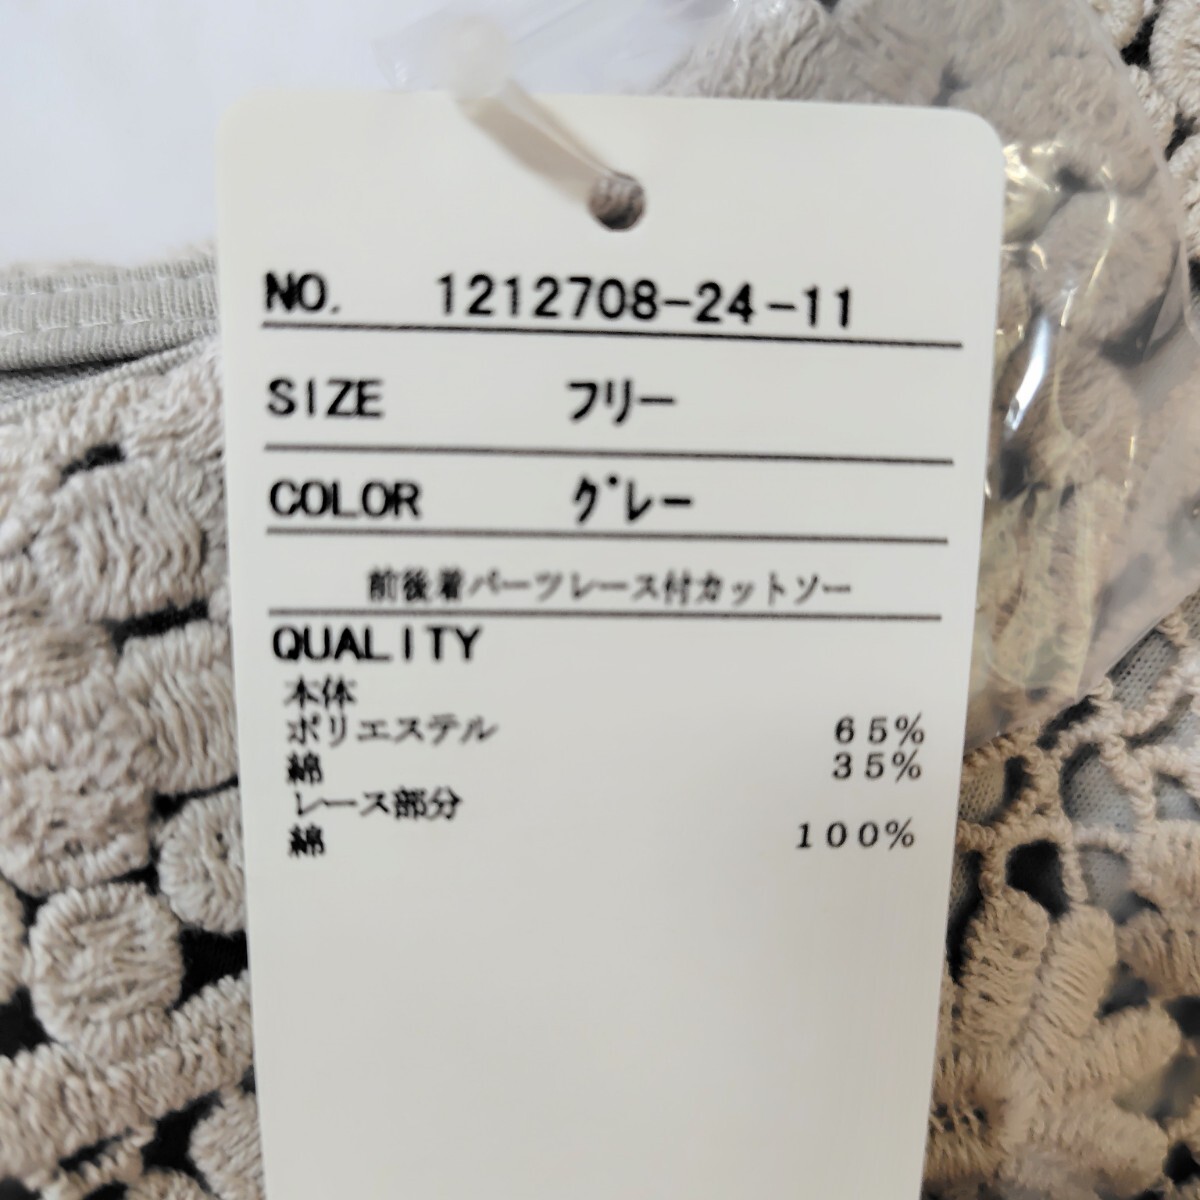 NO. 1212708-24-11
SIZE フリー
COLOR グレー
前後着パーツレース付カットソー
QUALITY
本体
ポリエステル 65%
綿 35%
レース部分
綿 100%